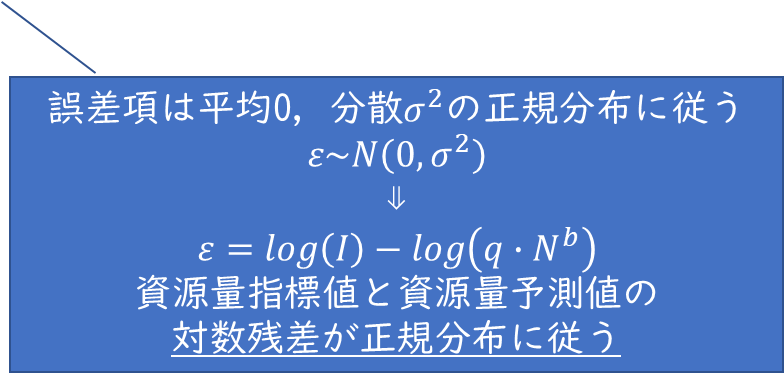 誤差項は平均0，分散σ²の正規分布に従う
ε~N(0,σ²)
⇓
ε = log(I) − log(q · Nᵇ)
資源量指標値と資源量予測値の
対数残差が正規分布に従う